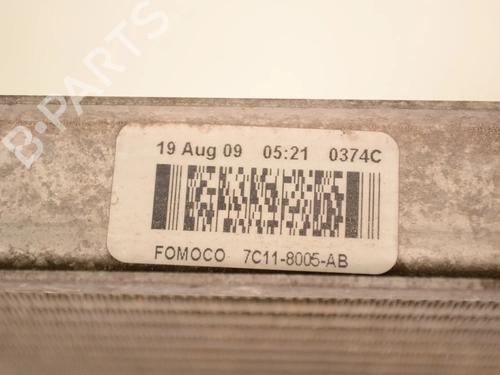 B-PARTS
19 Aug 09 05:21 0374C
FOMOCO 7C11-8005-AB